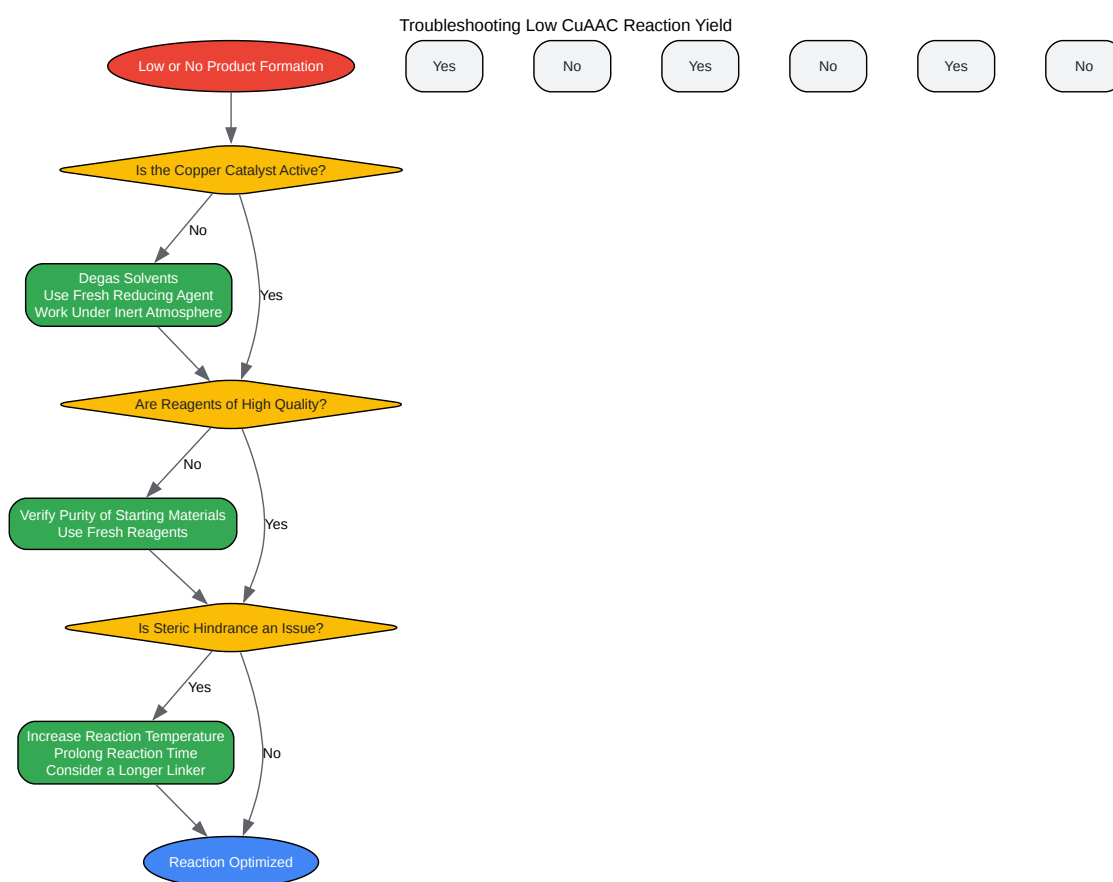 Troubleshooting Low CuAAC Reaction Yield
Low or No Product Formation
Yes
No
Yes
No
Yes
No
Is the Copper Catalyst Active?
No
Degas Solvents
Use Fresh Reducing Agent
Work Under Inert Atmosphere
Yes
Are Reagents of High Quality?
No
Verify Purity of Starting Materials
Use Fresh Reagents
Yes
Is Steric Hindrance an Issue?
Yes
Increase Reaction Temperature
Prolong Reaction Time
Consider a Longer Linker
No
Reaction Optimized